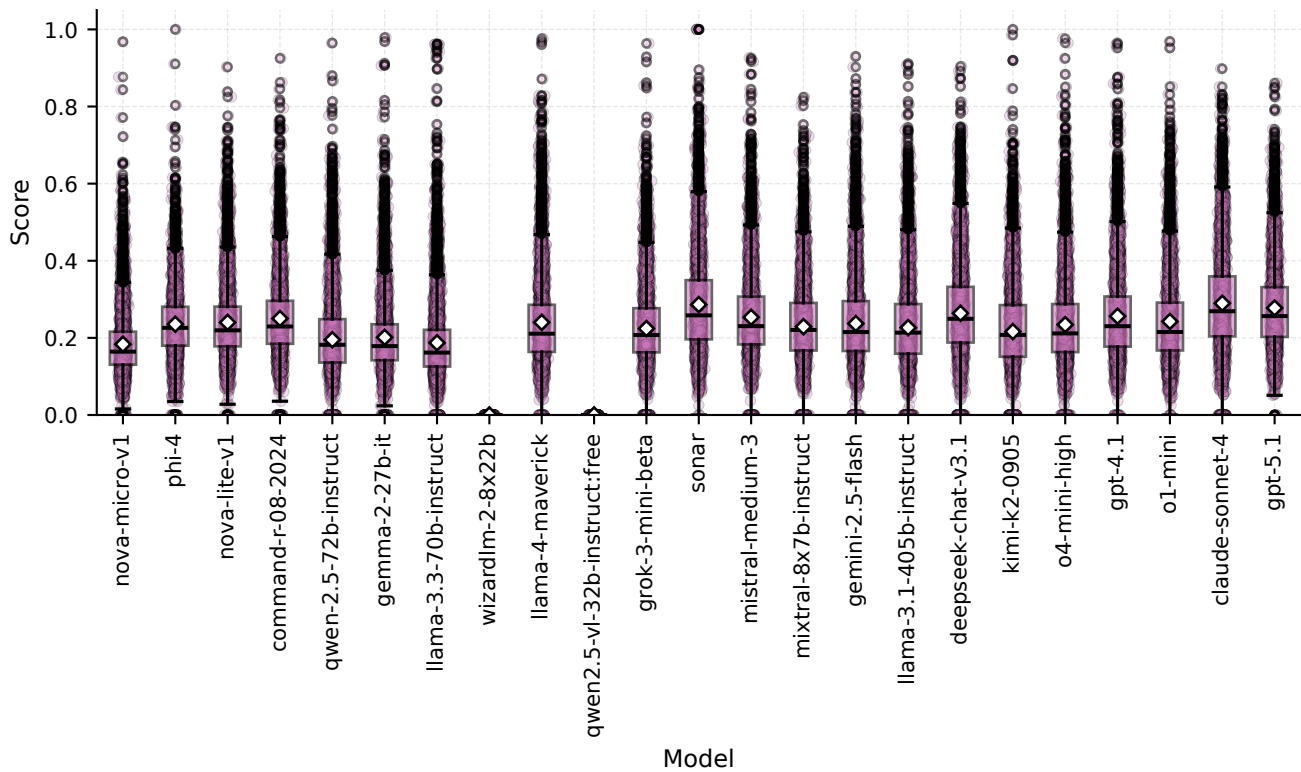 1.0
0.8
0.6
0.4
0.2
0.0
Score
nova-micro-v1
phi-4
nova-lite-v1
command-r-08-2024
qwen-2.5-72b-instruct
gemma-2-27b-it
llama-3.3-70b-instruct
wizardlm-2-8x22b
llama-4-maverick
qwen2.5-vl-32b-instruct:free
grok-3-mini-beta
sonar
mistral-medium-3
mixtral-8x7b-instruct
gemini-2.5-flash
llama-3.1-405b-instruct
deepseek-chat-v3.1
kimi-k2-0905
o4-mini-high
gpt-4.1
o1-mini
claude-sonnet-4
gpt-5.1
Model